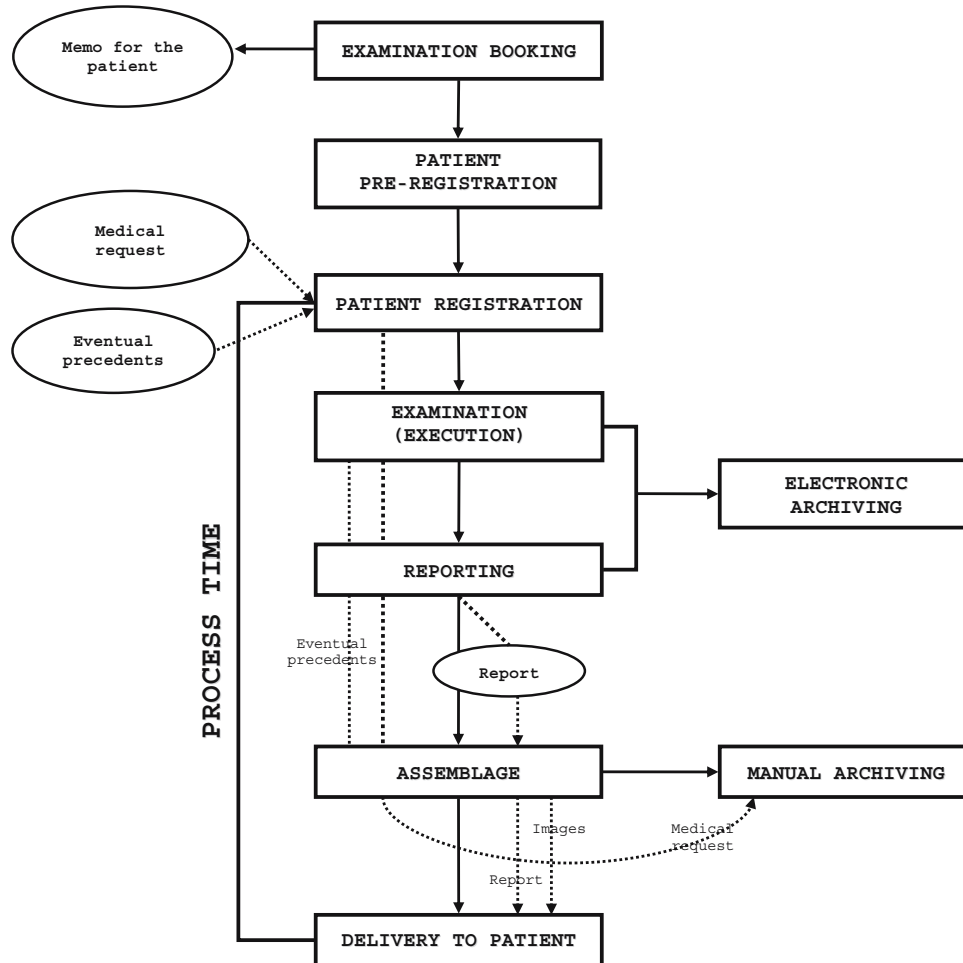 Memo for the
patient
EXAMINATION BOOKING
PATIENT
PRE-REGISTRATION
Medical
request
PATIENT REGISTRATION
Eventual
precedents
EXAMINATION
(EXECUTION)
ELECTRONIC
ARCHIVING
REPORTING
PROCESS TIME
Eventual
precedents
Report
ASSEMBLAGE
MANUAL ARCHIVING
Images
Medical
request
Report
DELIVERY TO PATIENT